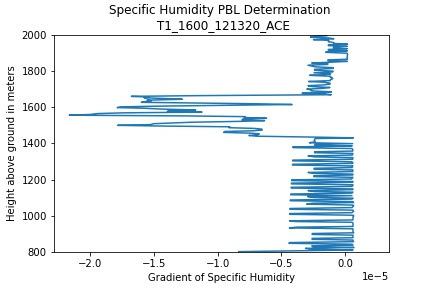 Specific Humidity PBL Determination
T1_1600_121320_ACE
Height above ground in meters
2000
1800
1600
1400
1200
1000
800
−2.0
−1.5
−1.0
−0.5
0.0
1e−5
Gradient of Specific Humidity